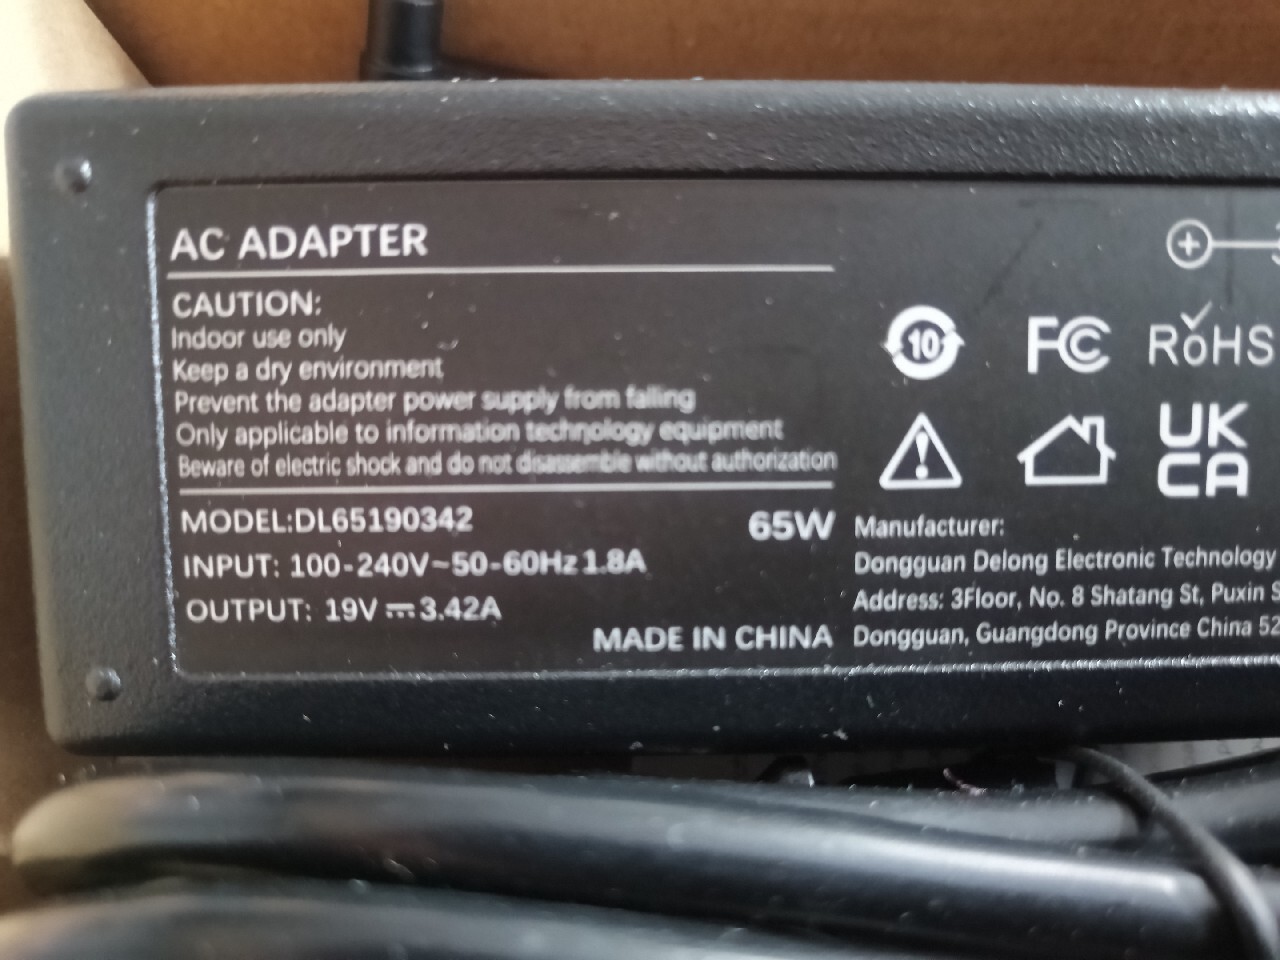 AC ADAPTER
CAUTION:
Indoor use only
Keep a dry environment
Prevent the adapter power supply from falling
Only applicable to information technology equipment
Beware of electric shock and do not disassemble without authorization
MODEL:DL65190342 65W
INPUT: 100-240V~50-60Hz 1.8A
OUTPUT: 19V⎓3.42A
MADE IN CHINA
10 FC RoHS
UK
CA
Manufacturer:
Dongguan Delong Electronic Technology
Address: 3Floor, No. 8 Shatang St, Puxin S
Dongguan, Guangdong Province China 52